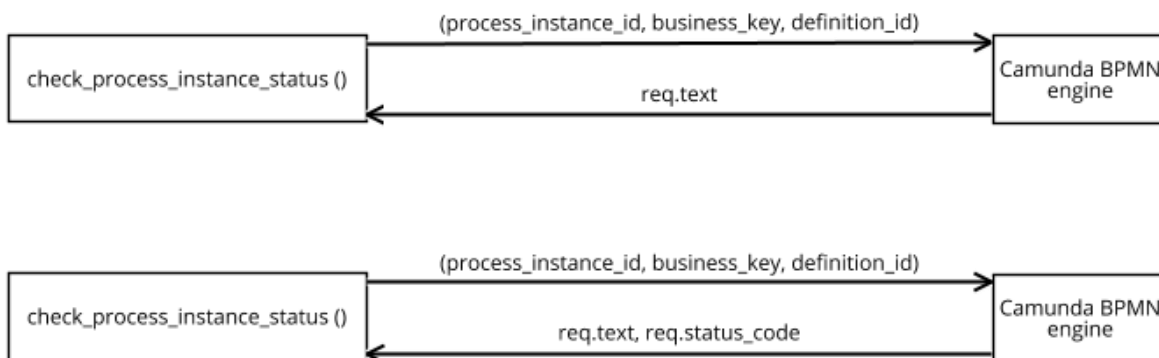 (process_instance_id, business_key, definition_id)
check_process_instance_status ()
Camunda BPMN
engine
req.text
(process_instance_id, business_key, definition_id)
check_process_instance_status ()
Camunda BPMN
engine
req.text, req.status_code